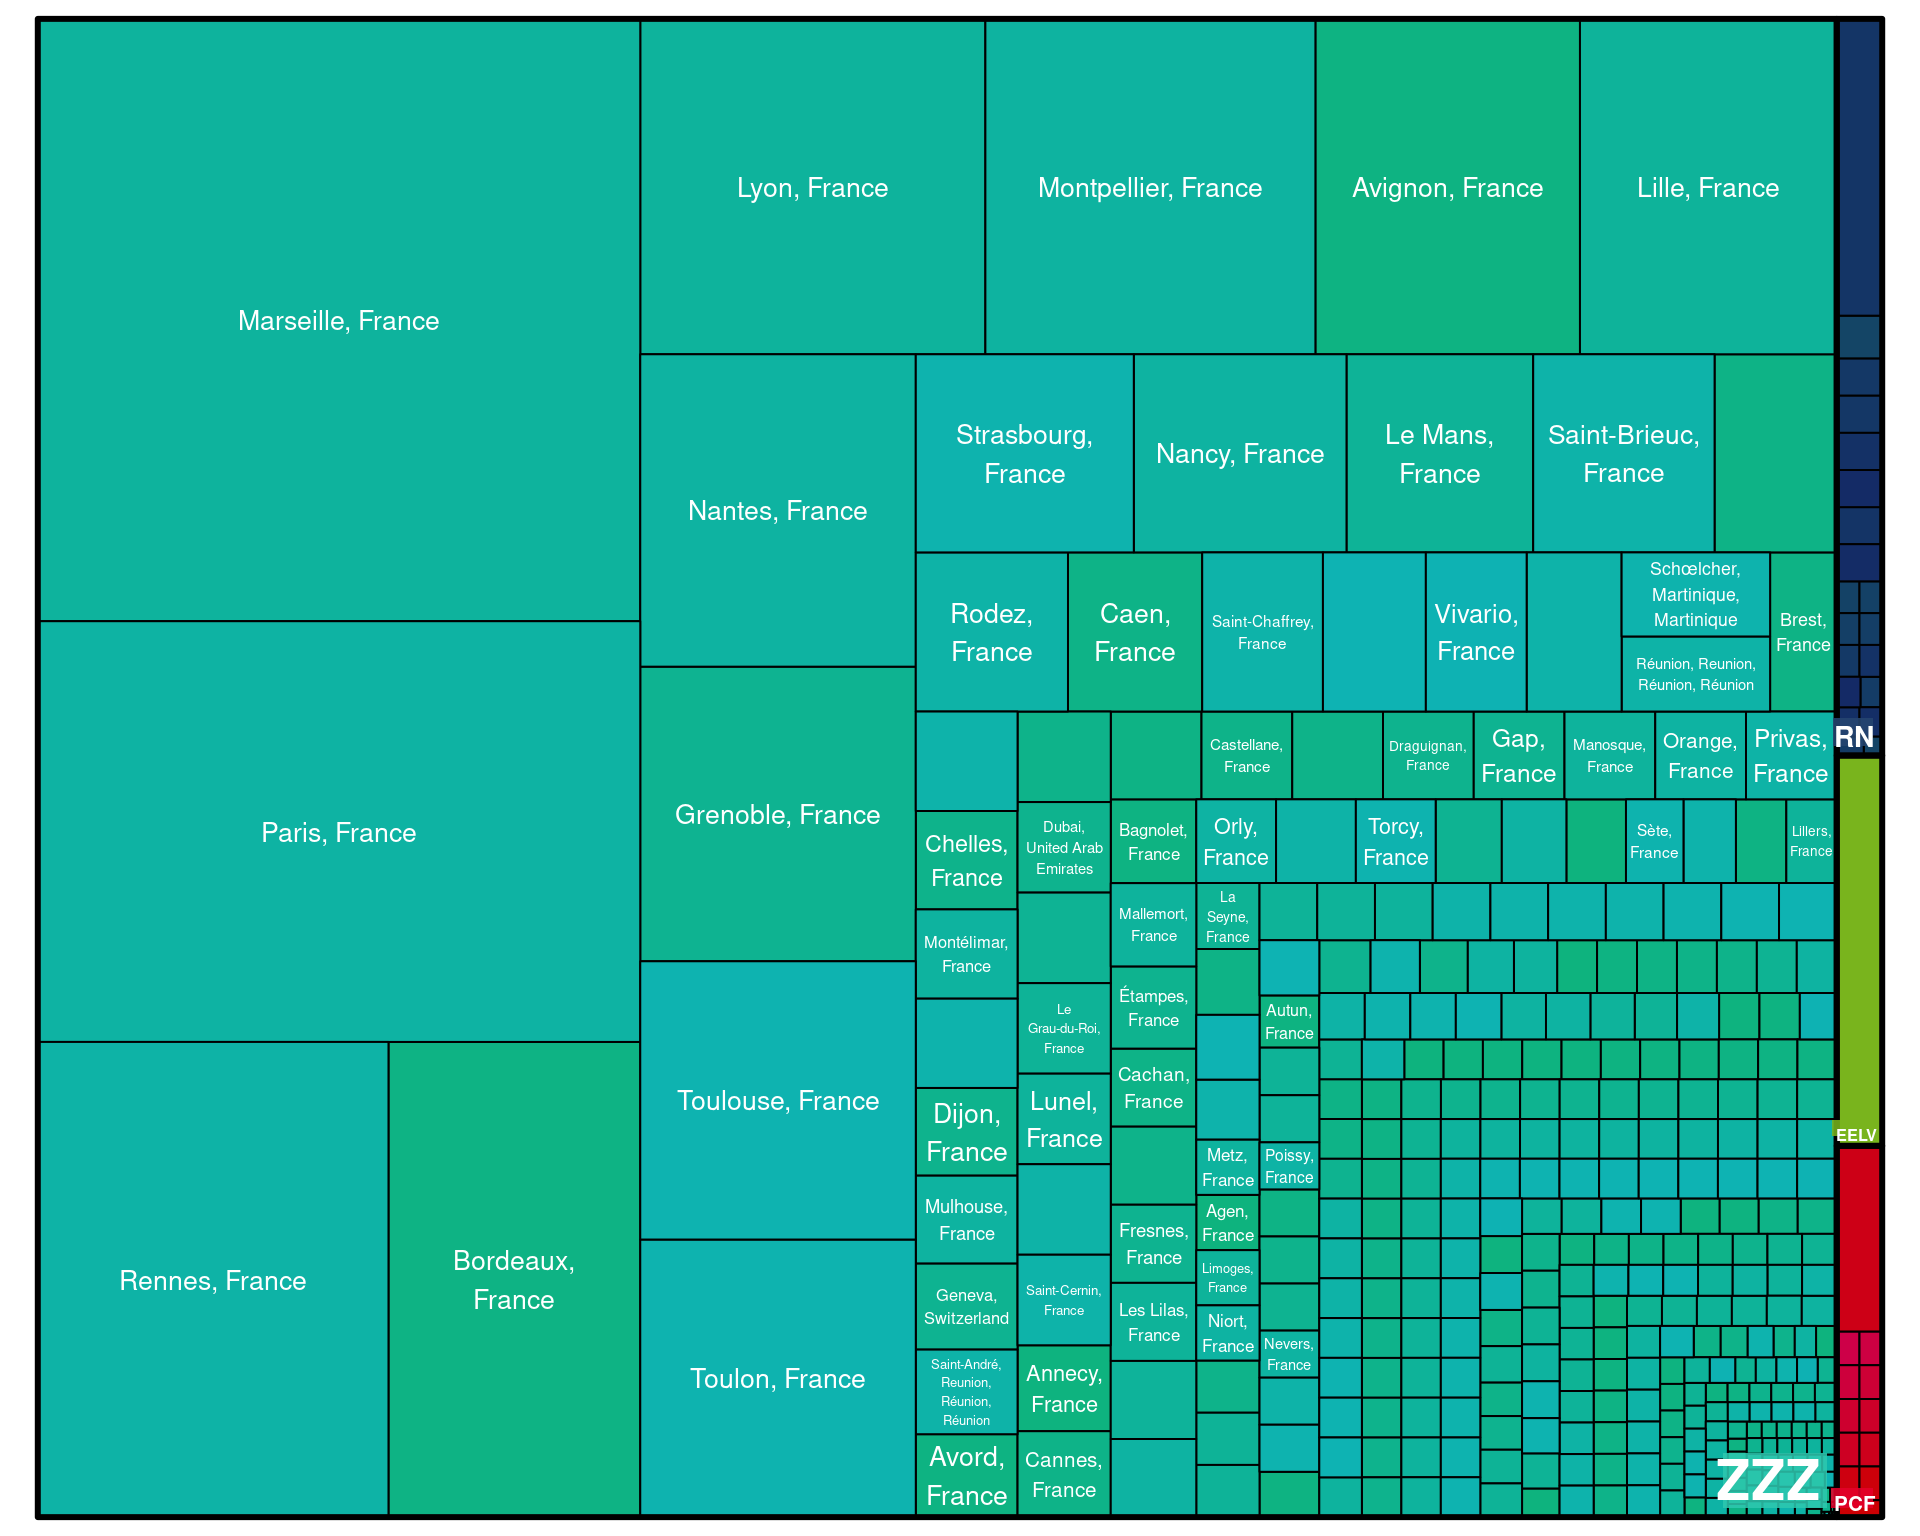 Marseille, France
Lyon, France
Montpellier, France
Avignon, France
Lille, France
Paris, France
Rennes, France
Bordeaux,
France
Nantes, France
Grenoble, France
Toulouse, France
Toulon, France
Strasbourg,
France
Nancy, France
Le Mans,
France
Saint-Brieuc,
France
Rodez,
France
Caen,
France
Saint-Chaffrey,
France
Vivario,
France
Schœlcher,
Martinique,
Martinique
Réunion, Reunion,
Réunion, Réunion
Brest,
France
Chelles,
France
Montélimar,
France
Dijon,
France
Mulhouse,
France
Geneva,
Switzerland
Saint-André,
Reunion,
Réunion,
Réunion
Avord,
France
Dubai,
United Arab
Emirates
Le
Grau-du-Roi,
France
Lunel,
France
Saint-Cernin,
France
Annecy,
France
Cannes,
France
Castellane,
France
Draguignan,
France
Gap,
France
Manosque,
France
Orange,
France
Privas,
France
Bagnolet,
France
Mallemort,
France
Étampes,
France
Cachan,
France
Fresnes,
France
Les Lilas,
France
Orly,
France
Torcy,
France
Sète,
France
Lillers,
France
La
Seyne,
France
Metz,
France
Agen,
France
Limoges,
France
Niort,
France
Autun,
France
Poissy,
France
Nevers,
France
ZZZ
RN
EELV
PCF